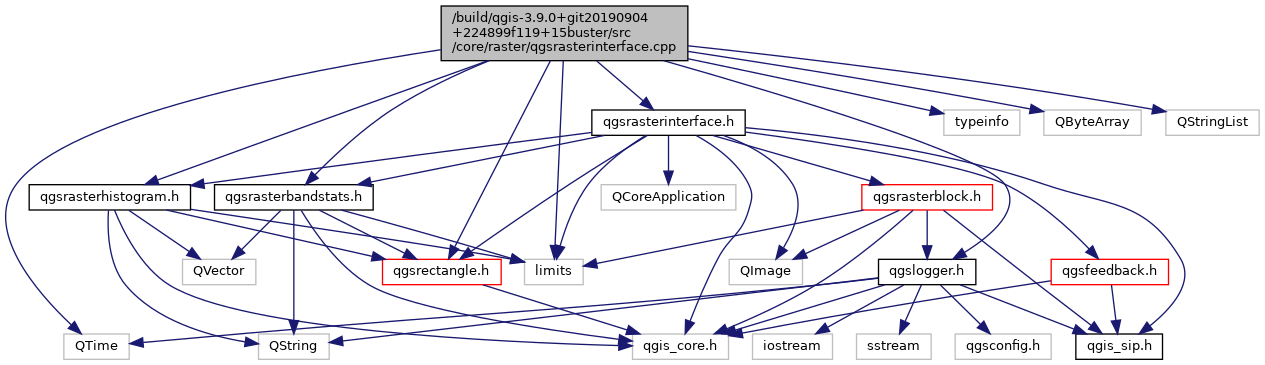 /build/qgis-3.9.0+git20190904
+224899f119+15buster/src
/core/raster/qgsrasterinterface.cpp
qgsrasterinterface.h
typeinfo
QByteArray
QStringList
qgsrasterhistogram.h
qgsrasterbandstats.h
QCoreApplication
qgsrasterblock.h
QVector
qgsrectangle.h
limits
QImage
qgslogger.h
qgsfeedback.h
QTime
QString
qgis_core.h
iostream
sstream
qgsconfig.h
qgis_sip.h